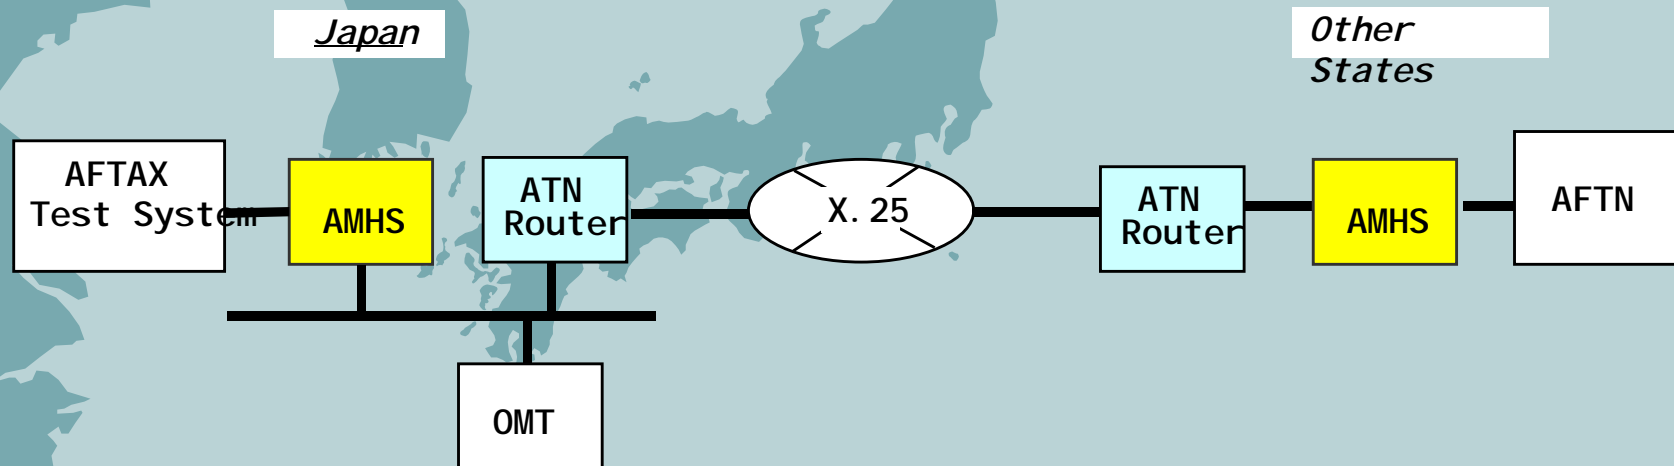 Japan
Other
States
AFTAX
Test System
AMHS
ATN
Router
X.25
ATN
Router
AMHS
AFTN
OMT